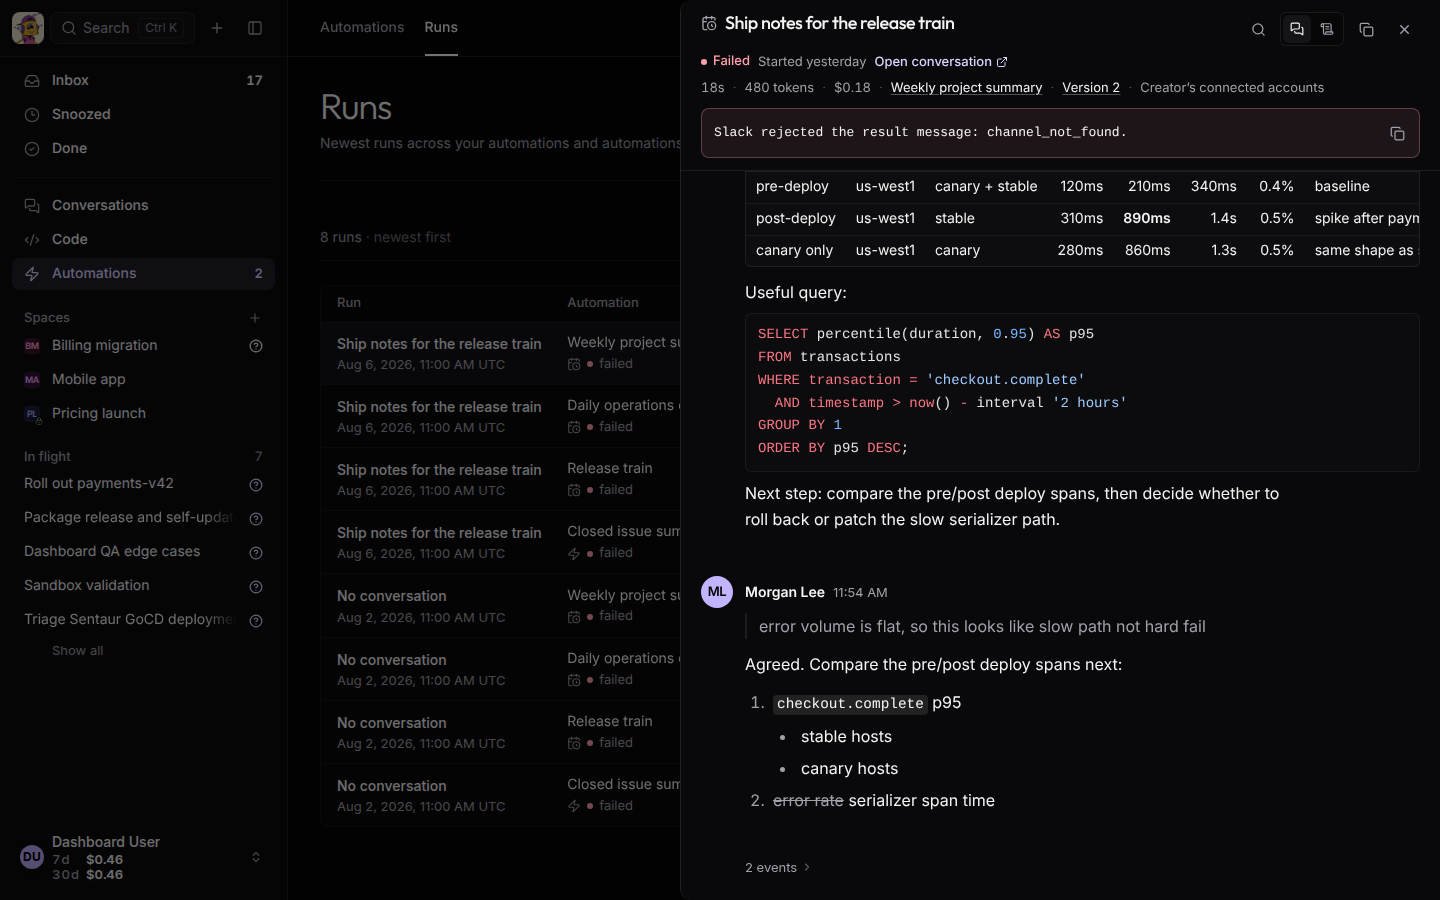 Search Ctrl K
Inbox 17
Snoozed
Done
Conversations
Code
Automations 2
Spaces
BM Billing migration
MA Mobile app
PL Pricing launch
In flight 7
Roll out payments-v42
Package release and self-updat
Dashboard QA edge cases
Sandbox validation
Triage Sentaur GoCD deployme
Show all
DU Dashboard User
7d $0.46
30d $0.46
Automations Runs
Runs
Newest runs across your automations and automations
8 runs · newest first
Run Automation
Ship notes for the release train Weekly project su
Aug 6, 2026, 11:00 AM UTC failed
Ship notes for the release train Daily operations
Aug 6, 2026, 11:00 AM UTC failed
Ship notes for the release train Release train
Aug 6, 2026, 11:00 AM UTC failed
Ship notes for the release train Closed issue sum
Aug 6, 2026, 11:00 AM UTC failed
No conversation Weekly project su
Aug 2, 2026, 11:00 AM UTC failed
No conversation Daily operations
Aug 2, 2026, 11:00 AM UTC failed
No conversation Release train
Aug 2, 2026, 11:00 AM UTC failed
No conversation Closed issue sum
Aug 2, 2026, 11:00 AM UTC failed
Ship notes for the release train
Failed Started yesterday Open conversation
18s · 480 tokens · $0.18 · Weekly project summary · Version 2 · Creator’s connected accounts
Slack rejected the result message: channel_not_found.
pre-deploy us-west1 canary + stable 120ms 210ms 340ms 0.4% baseline
post-deploy us-west1 stable 310ms 890ms 1.4s 0.5% spike after paym
canary only us-west1 canary 280ms 860ms 1.3s 0.5% same shape as
Useful query:
SELECT percentile(duration, 0.95) AS p95
FROM transactions
WHERE transaction = 'checkout.complete'
AND timestamp > now() - interval '2 hours'
GROUP BY 1
ORDER BY p95 DESC;
Next step: compare the pre/post deploy spans, then decide whether to
roll back or patch the slow serializer path.
ML Morgan Lee 11:54 AM
error volume is flat, so this looks like slow path not hard fail
Agreed. Compare the pre/post deploy spans next:
1. checkout.complete p95
• stable hosts
• canary hosts
2. error rate serializer span time
2 events